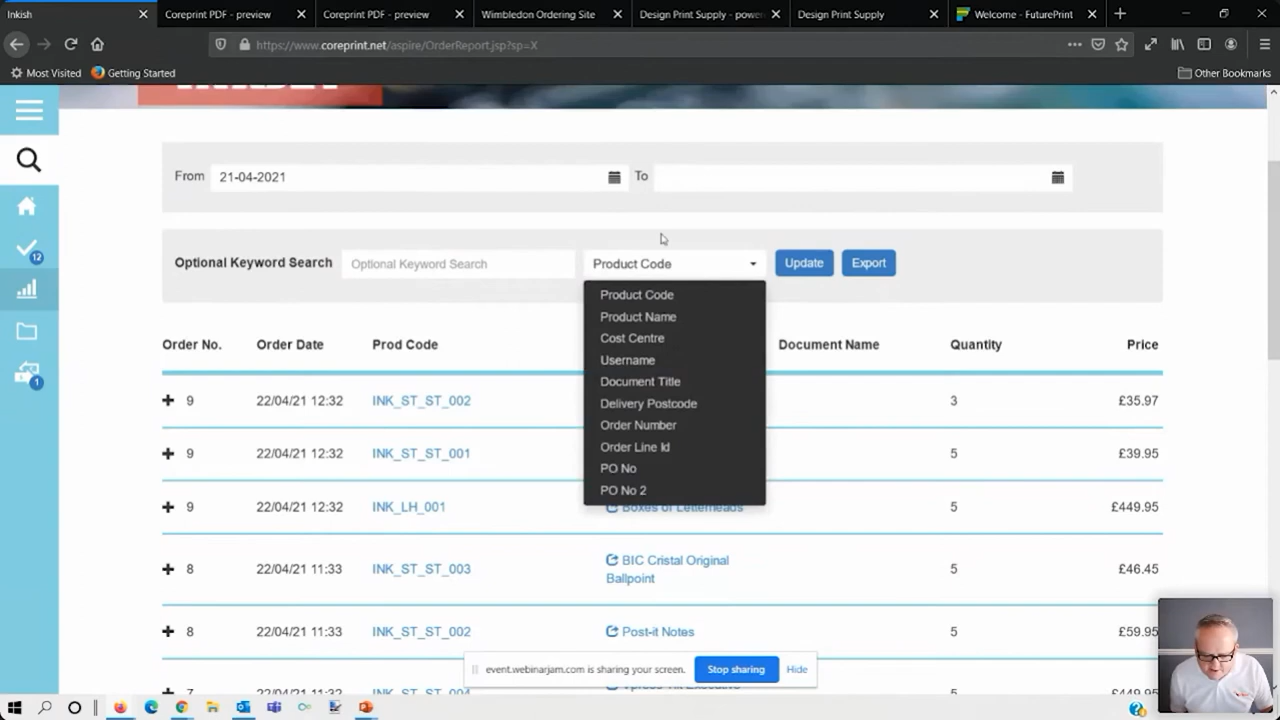 Inkish
Coreprint PDF - preview
Coreprint PDF - preview
Wimbledon Ordering Site
Design Print Supply - powe
Design Print Supply
Welcome - FuturePrint
https://www.coreprint.net/aspire/OrderReport.jsp?sp=X
Most Visited
Getting Started
Other Bookmarks
From
21-04-2021
To
Optional Keyword Search
Optional Keyword Search
Product Code
Update
Export
Product Code
Product Name
Cost Centre
Username
Document Title
Delivery Postcode
Order Number
Order Line Id
PO No
PO No 2
Order No.
Order Date
Prod Code
Document Name
Quantity
Price
9
22/04/21 12:32
INK_ST_ST_002
3
£35.97
9
22/04/21 12:32
INK_ST_ST_001
5
£39.95
9
22/04/21 12:32
INK_LH_001
Boxes of Letterheads
5
£449.95
8
22/04/21 11:33
INK_ST_ST_003
BIC Cristal Original
Ballpoint
5
£46.45
8
22/04/21 11:33
INK_ST_ST_002
Post-it Notes
5
£59.95
12
1
event.webinarjam.com is sharing your screen.
Stop sharing
Hide